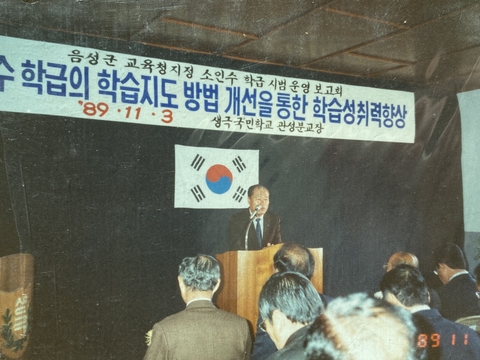 음성군 교육청지정 소인수 학급 시범 운영 보고회
수 학급의 학습지도 방법 개선을 통한 학습성취력향상
'89 · 11 · 3
생극국민학교 관성분교장
89 11